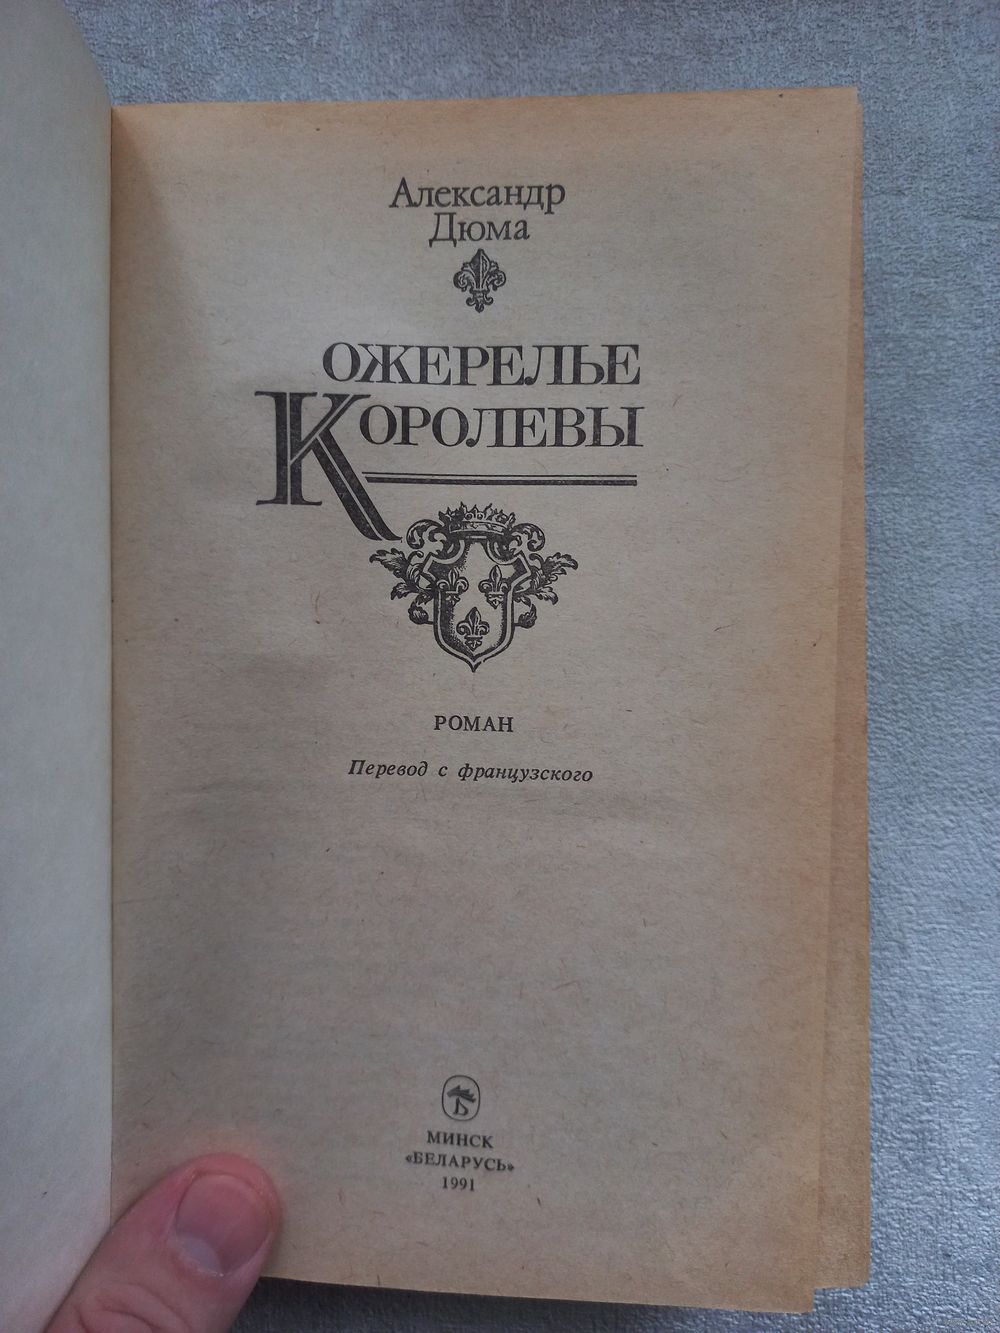 Александр
Дюма
ОЖЕРЕЛЬЕ
КОРОЛЕВЫ
РОМАН
Перевод с французского
Б
МИНСК
«БЕЛАРУСЬ»
1991